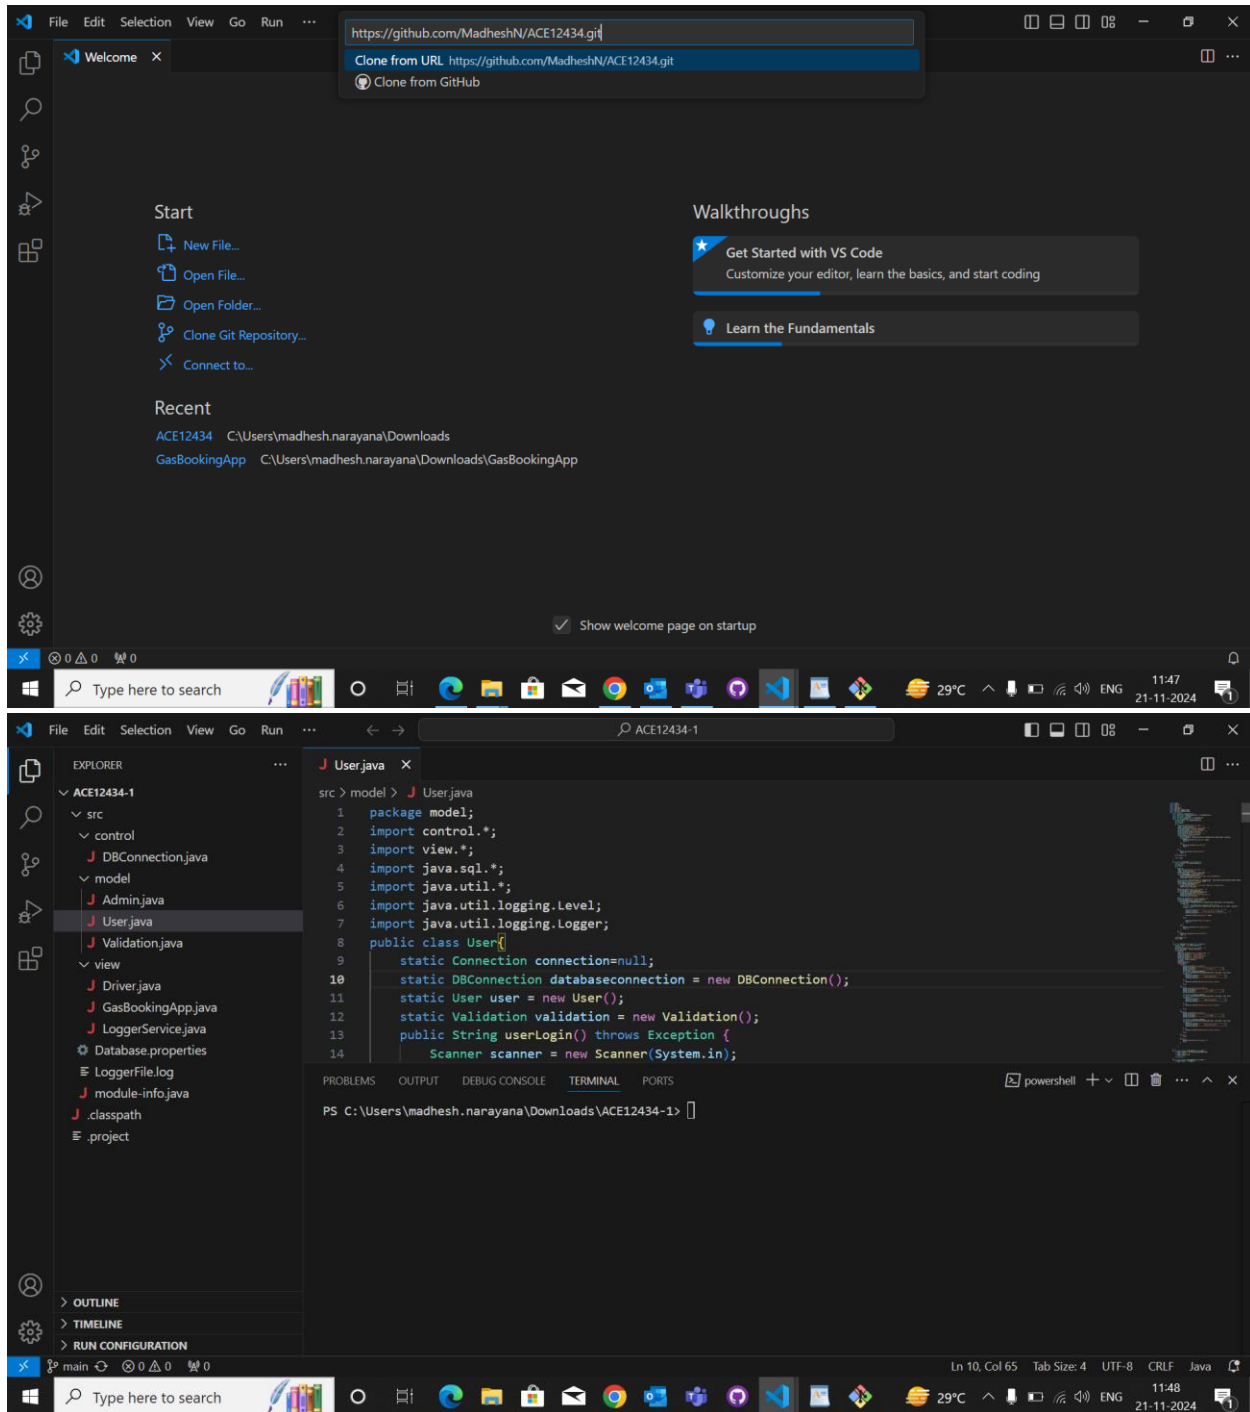 File Edit Selection View Go Run ···
https://github.com/MadheshN/ACE12434.git
Clone from URL https://github.com/MadheshN/ACE12434.git
Clone from GitHub
Welcome
Start
New File...
Open File...
Open Folder...
Clone Git Repository...
Connect to...
Recent
ACE12434 C:\Users\madhesh.narayana\Downloads
GasBookingApp C:\Users\madhesh.narayana\Downloads\GasBookingApp
Walkthroughs
Get Started with VS Code
Customize your editor, learn the basics, and start coding
Learn the Fundamentals
Show welcome page on startup
0 0 0
Type here to search
29°C ENG
11:47
21-11-2024
1
File Edit Selection View Go Run ···
ACE12434-1
EXPLORER ···
ACE12434-1
src
control
J DBConnection.java
model
J Admin.java
J User.java
J Validation.java
view
J Driver.java
J GasBookingApp.java
J LoggerService.java
Database.properties
LoggerFile.log
J module-info.java
J .classpath
.project
OUTLINE
TIMELINE
RUN CONFIGURATION
J User.java
src > model > J User.java
1 package model;
2 import control.*;
3 import view.*;
4 import java.sql.*;
5 import java.util.*;
6 import java.util.logging.Level;
7 import java.util.logging.Logger;
8 public class User{
9 static Connection connection=null;
10 static DBConnection databaseconnection = new DBConnection();
11 static User user = new User();
12 static Validation validation = new Validation();
13 public String userLogin() throws Exception {
14 Scanner scanner = new Scanner(System.in);
PROBLEMS OUTPUT DEBUG CONSOLE TERMINAL PORTS
powershell
PS C:\Users\madhesh.narayana\Downloads\ACE12434-1>
main 0 0 0
Ln 10, Col 65 Tab Size: 4 UTF-8 CRLF Java
Type here to search
29°C ENG
11:48
21-11-2024
1